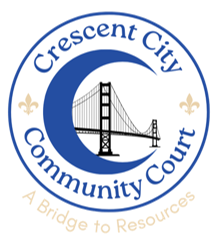 Crescent City
Community Court
A Bridge to Resources